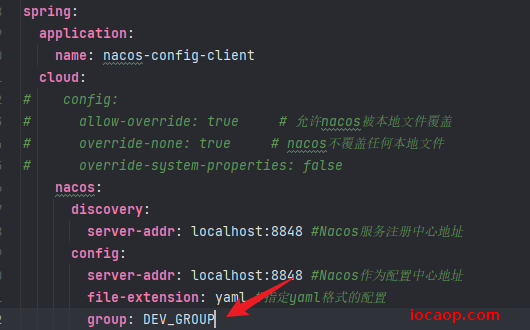 spring:
  application:
    name: nacos-config-client
  cloud:
#   config:
#     allow-override: true     # 允许nacos被本地文件覆盖
#     override-none: true     # nacos不覆盖任何本地文件
#     override-system-properties: false
    nacos:
      discovery:
        server-addr: localhost:8848 #Nacos服务注册中心地址
      config:
        server-addr: localhost:8848 #Nacos作为配置中心地址
        file-extension: yaml #指定yaml格式的配置
        group: DEV_GROUP
iocaop.com